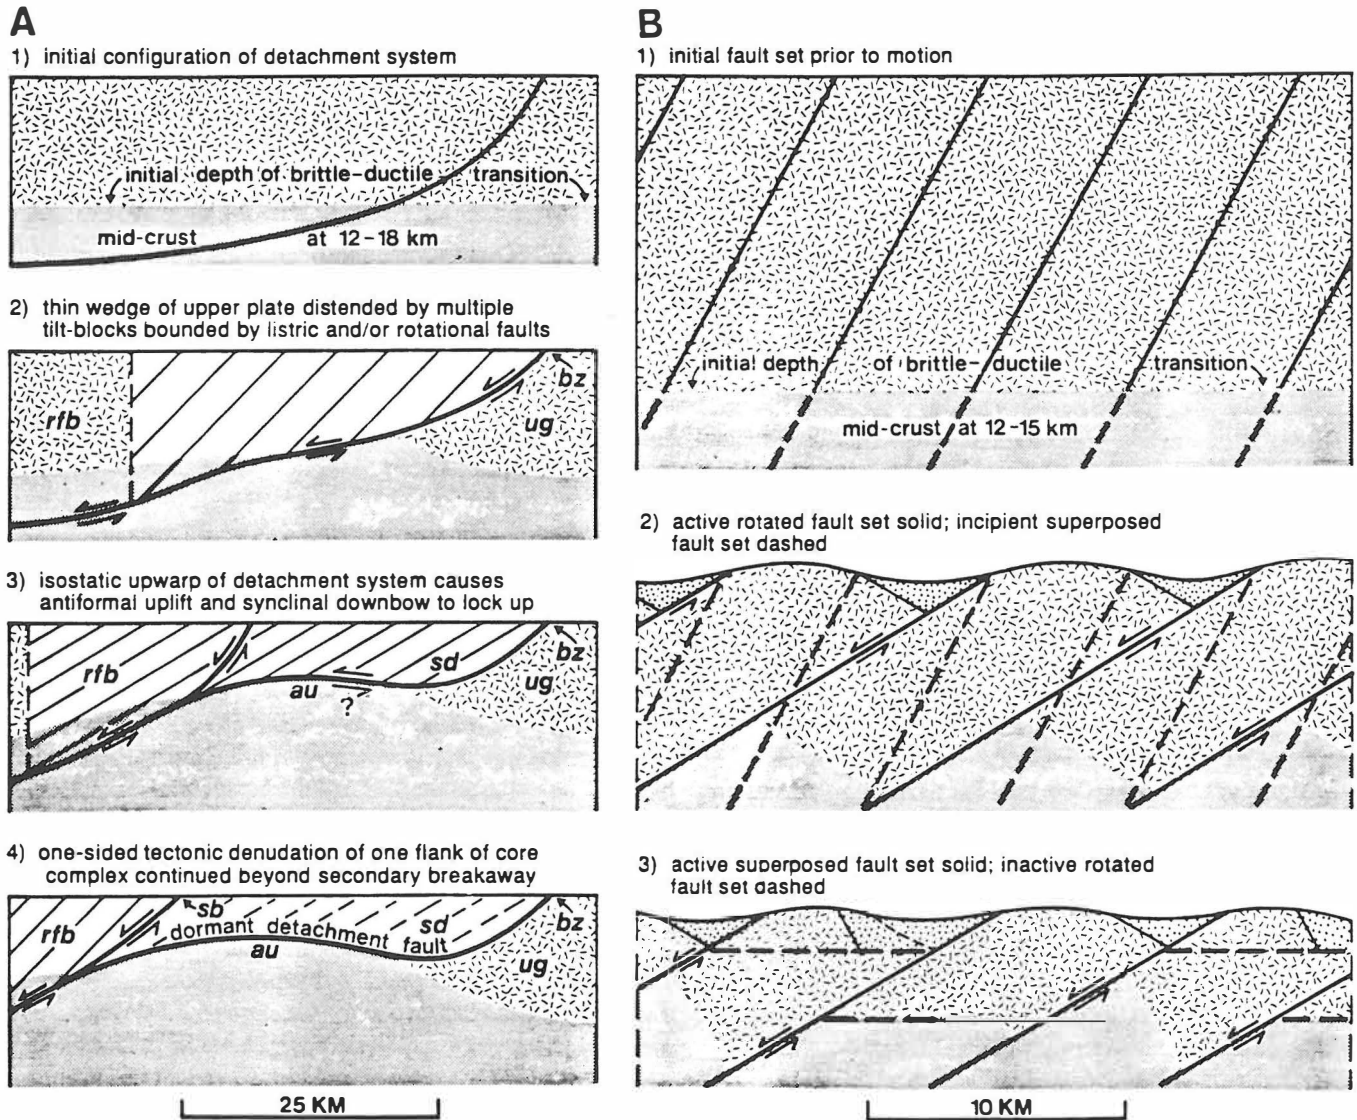 A
1) initial configuration of detachment system
initial depth of brittle-ductile transition
mid-crust at 12-18 km
2) thin wedge of upper plate distended by multiple
tilt-blocks bounded by listric and/or rotational faults
rfb
bz
ug
3) isostatic upwarp of detachment system causes
antiformal uplift and synclinal downbow to lock up
rfb
au
?
sd
bz
ug
4) one-sided tectonic denudation of one flank of core
complex continued beyond secondary breakaway
rfb
sb
dormant detachment fault
au
sd
bz
ug
25 KM
B
1) initial fault set prior to motion
initial depth of brittle-ductile transition
mid-crust at 12-15 km
2) active rotated fault set solid; incipient superposed
fault set dashed
3) active superposed fault set solid; inactive rotated
fault set dashed
10 KM